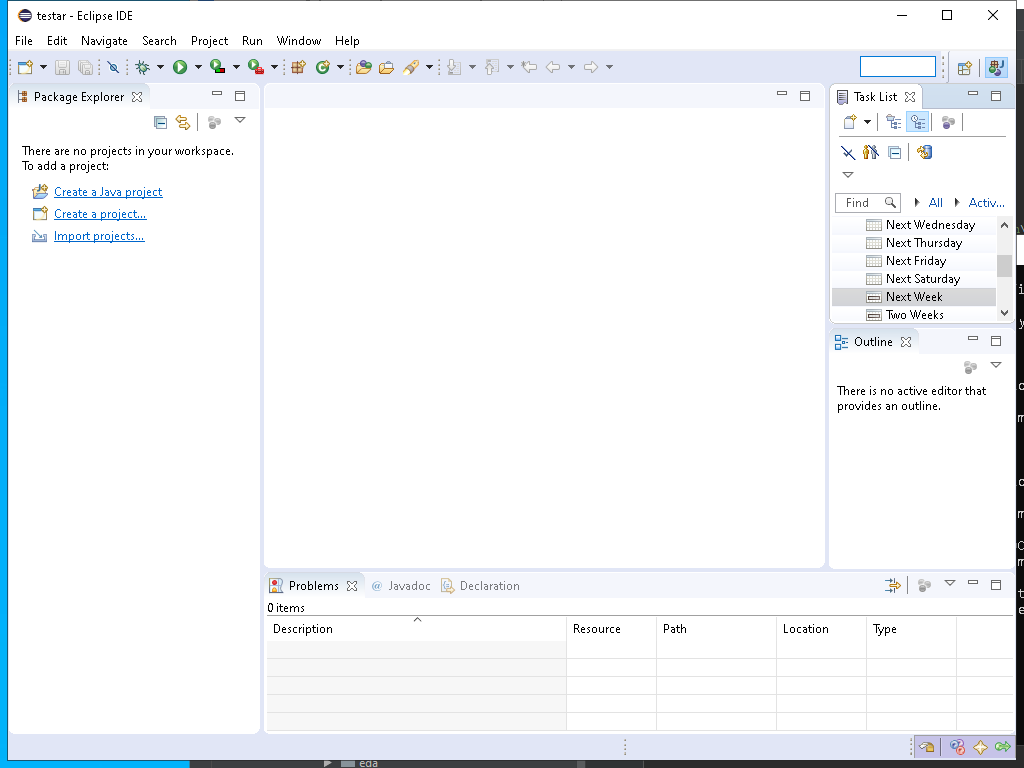 testar - Eclipse IDE
File Edit Navigate Search Project Run Window Help
Package Explorer
There are no projects in your workspace.
To add a project:
Create a Java project
Create a project...
Import projects...
Task List
Find All Activ...
Next Wednesday
Next Thursday
Next Friday
Next Saturday
Next Week
Two Weeks
Outline
There is no active editor that
provides an outline.
Problems @ Javadoc Declaration
0 items
Description Resource Path Location Type
eda